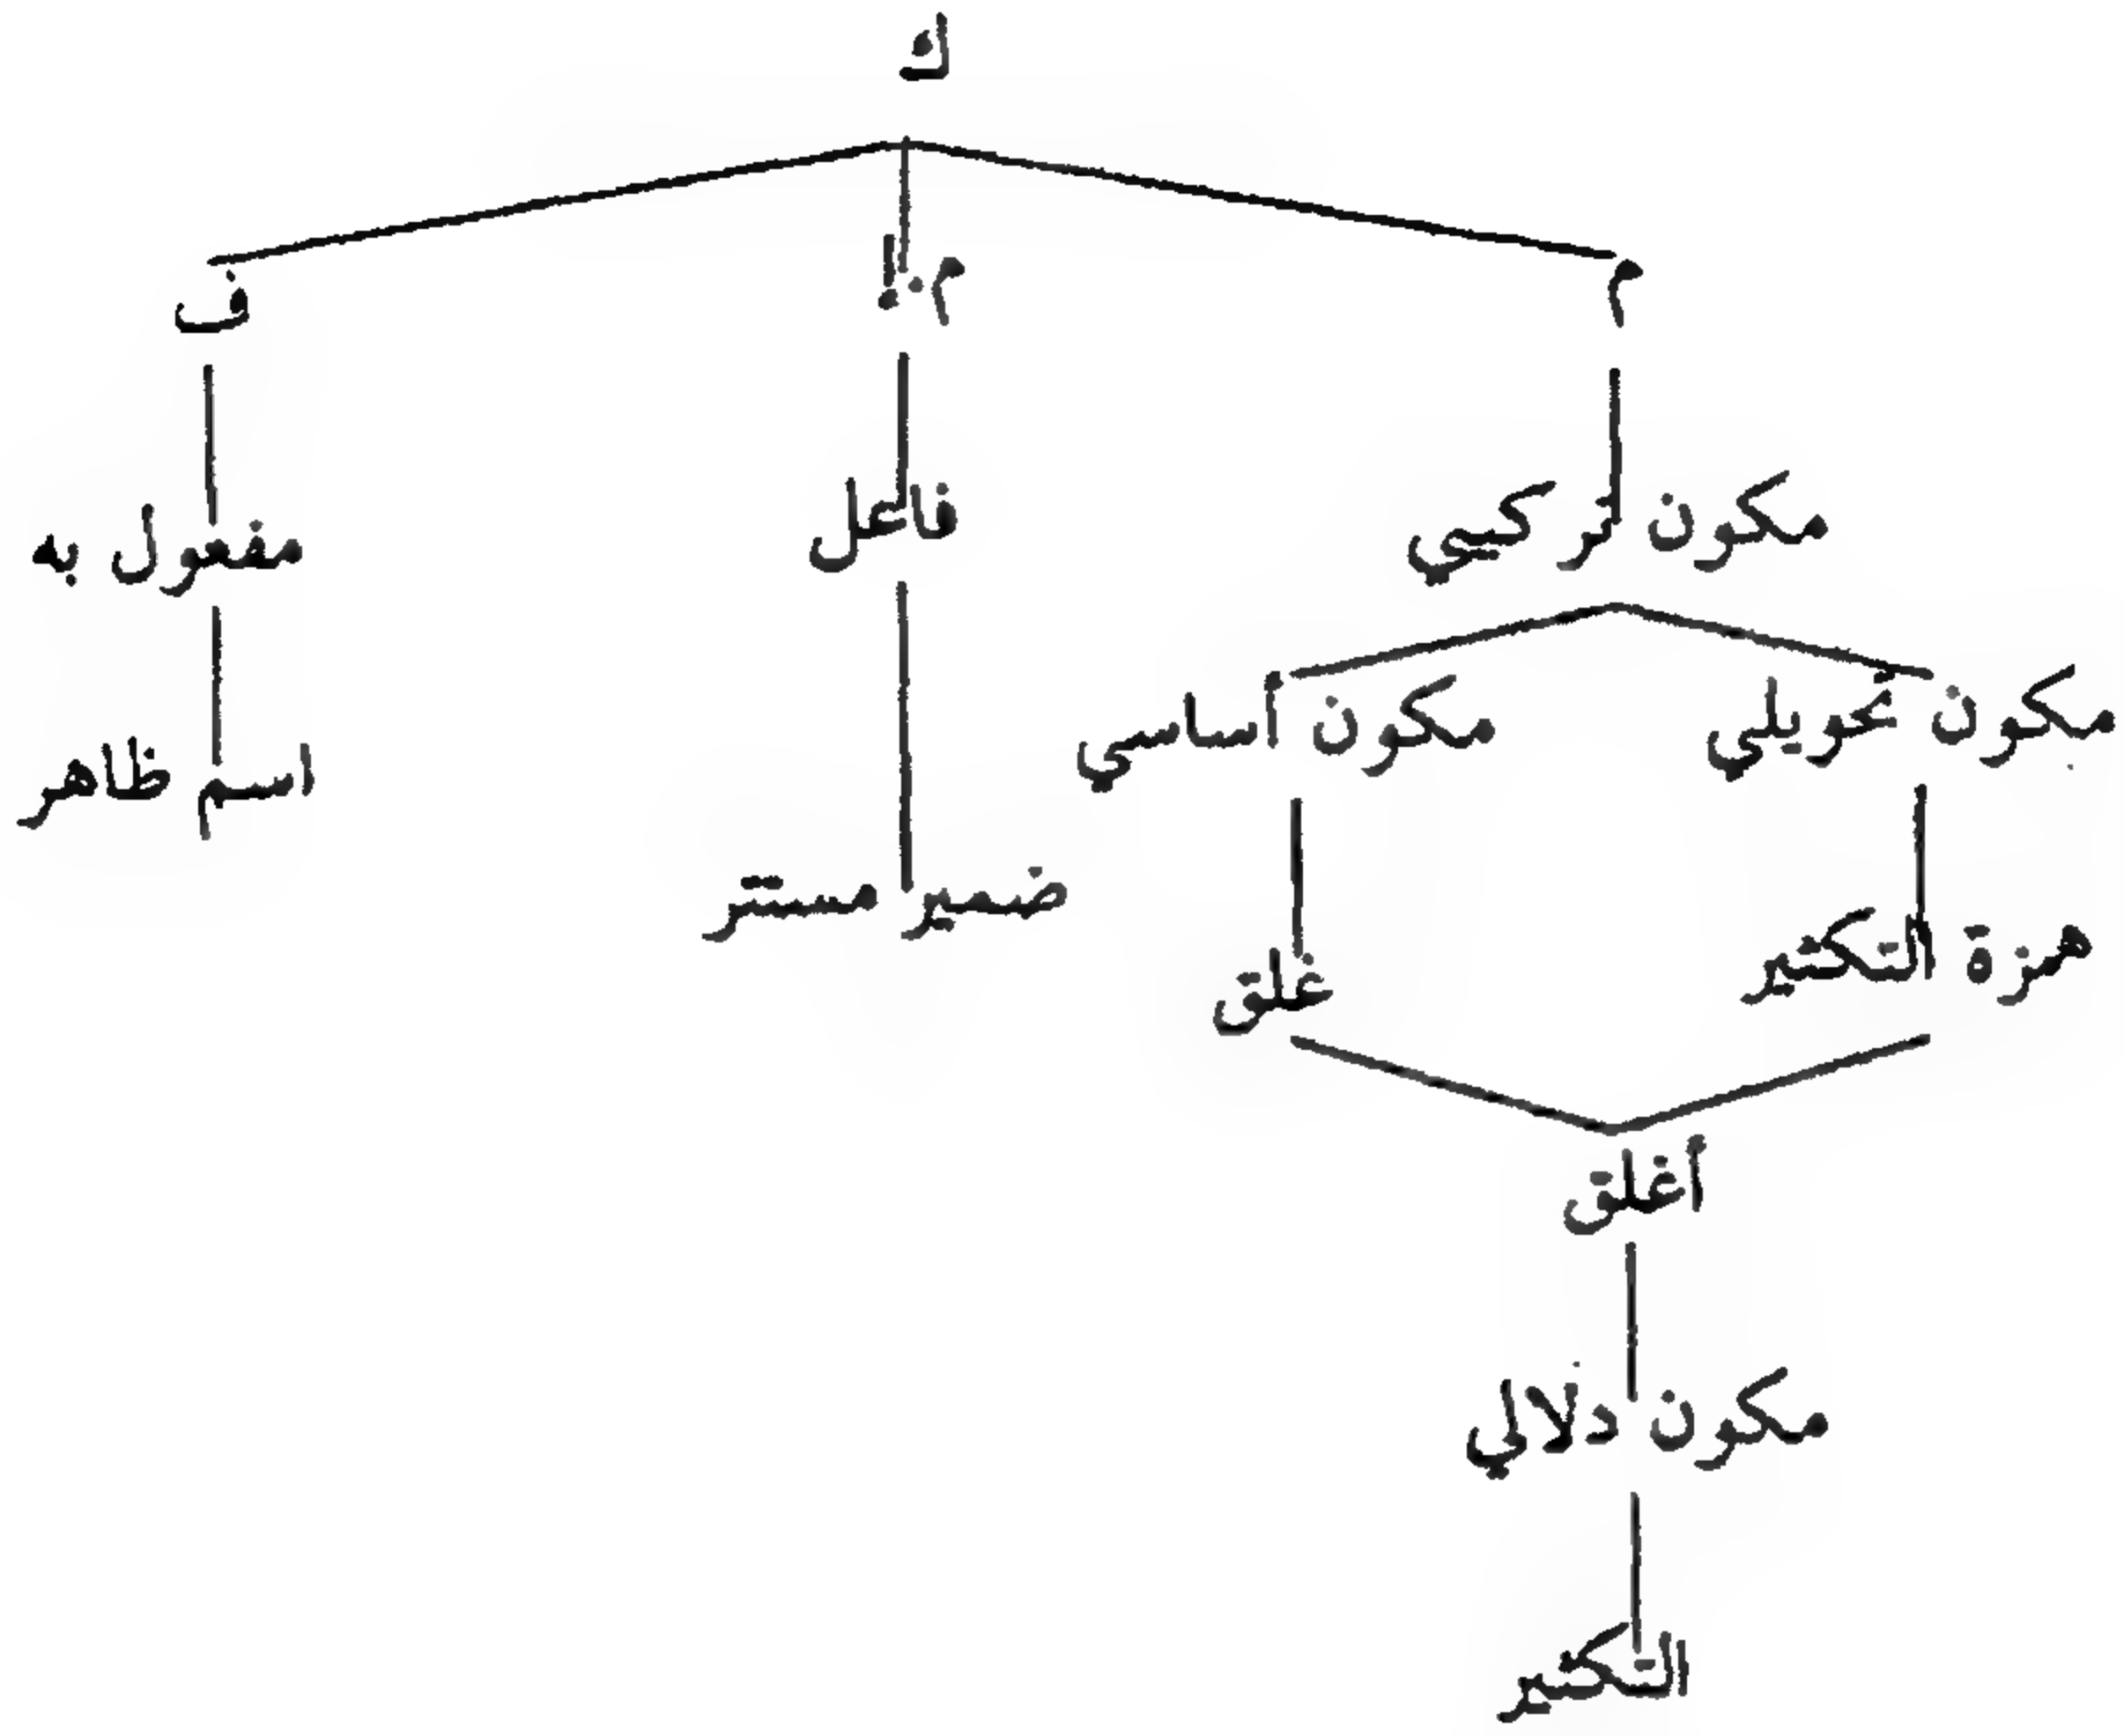 ك
م
م.إ
ف
مكون تركيبي
فاعل
مفعول به
مكون تحويلي
مكون أساسي
اسم ظاهر
همزة التكثير
غلق
ضمير مستتر
أغلق
مكون دلالي
التكثير